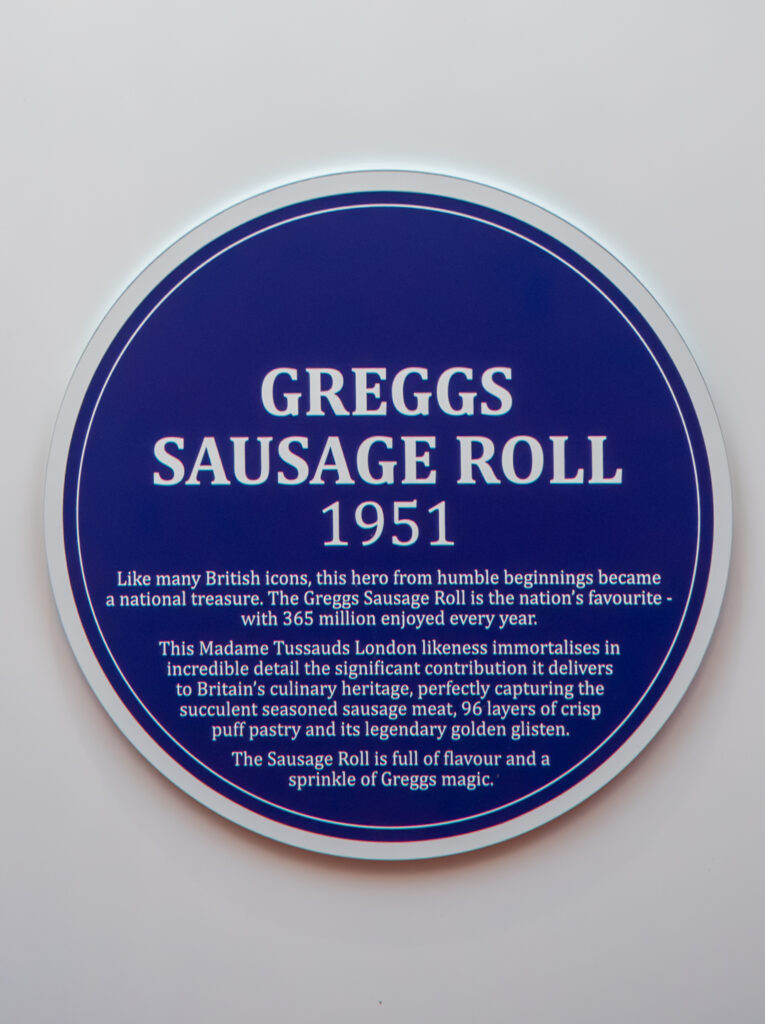 GREGGS
SAUSAGE ROLL
1951
Like many British icons, this hero from humble beginnings became
a national treasure. The Greggs Sausage Roll is the nation's favourite -
with 365 million enjoyed every year.
This Madame Tussauds London likeness immortalises in
incredible detail the significant contribution it delivers
to Britain's culinary heritage, perfectly capturing the
succulent seasoned sausage meat, 96 layers of crisp
puff pastry and its legendary golden glisten.
The Sausage Roll is full of flavour and a
sprinkle of Greggs magic.